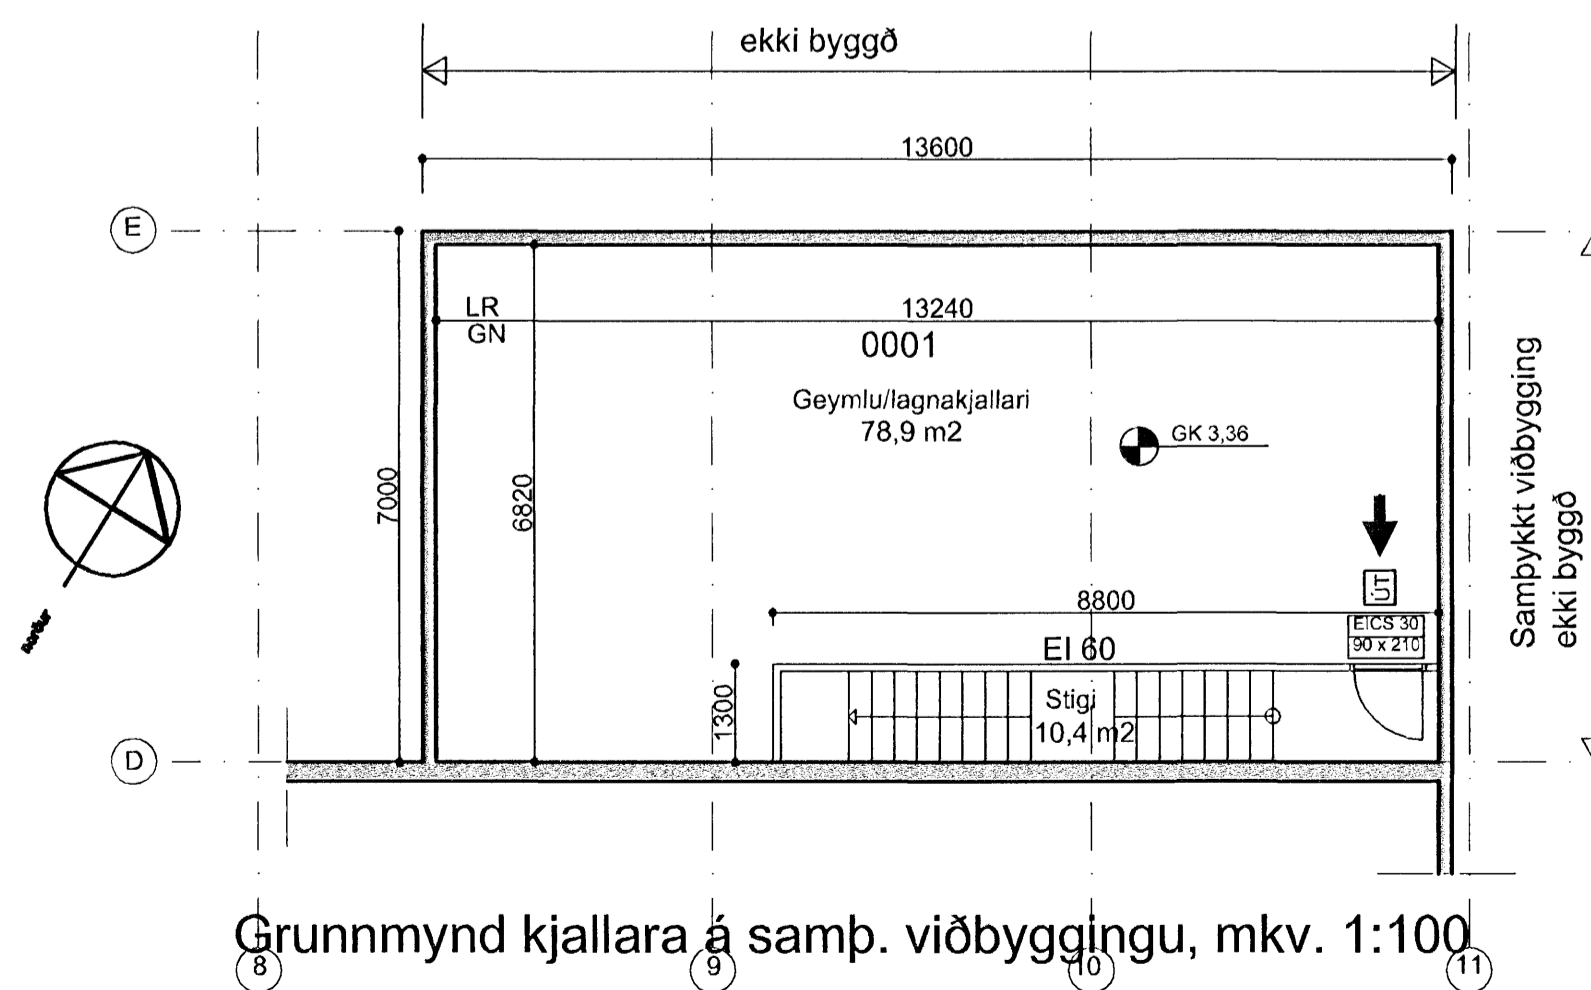 ekki byggð
13600
E
LR
GN
13240
0001
Geymlu/lagnakjallari
78,9 m2
GK 3,36
7000
6820
Samþykkt viðbygging
ekki byggð
norður
ÚT
8800
EICS 30
90 x 210
EI 60
1300
Stigi
10,4 m2
D
Grunnmynd kjallara á samþ. viðbyggingu, mkv. 1:100
8
9
10
11